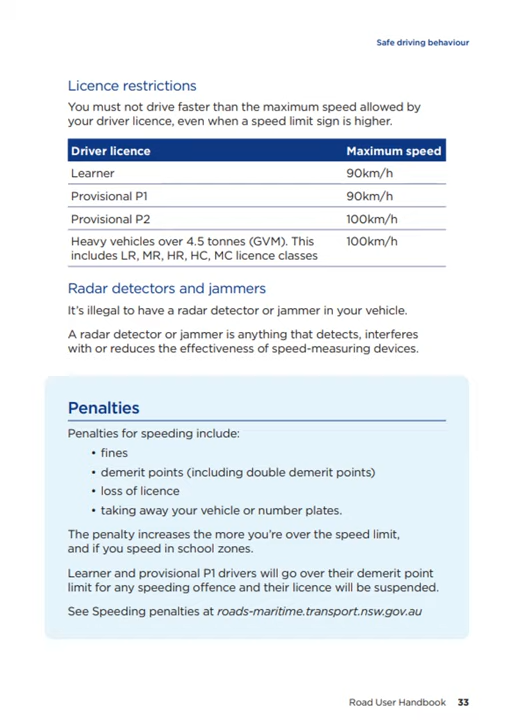 Safe driving behaviour
Licence restrictions
You must not drive faster than the maximum speed allowed by
your driver licence, even when a speed limit sign is higher.
Driver licence Maximum speed
Learner 90km/h
Provisional P1 90km/h
Provisional P2 100km/h
Heavy vehicles over 4.5 tonnes (GVM). This 100km/h
includes LR, MR, HR, HC, MC licence classes
Radar detectors and jammers
It's illegal to have a radar detector or jammer in your vehicle.
A radar detector or jammer is anything that detects, interferes
with or reduces the effectiveness of speed-measuring devices.
Penalties
Penalties for speeding include:
• fines
• demerit points (including double demerit points)
• loss of licence
• taking away your vehicle or number plates.
The penalty increases the more you're over the speed limit,
and if you speed in school zones.
Learner and provisional P1 drivers will go over their demerit point
limit for any speeding offence and their licence will be suspended.
See Speeding penalties at roads-maritime.transport.nsw.gov.au
Road User Handbook 33